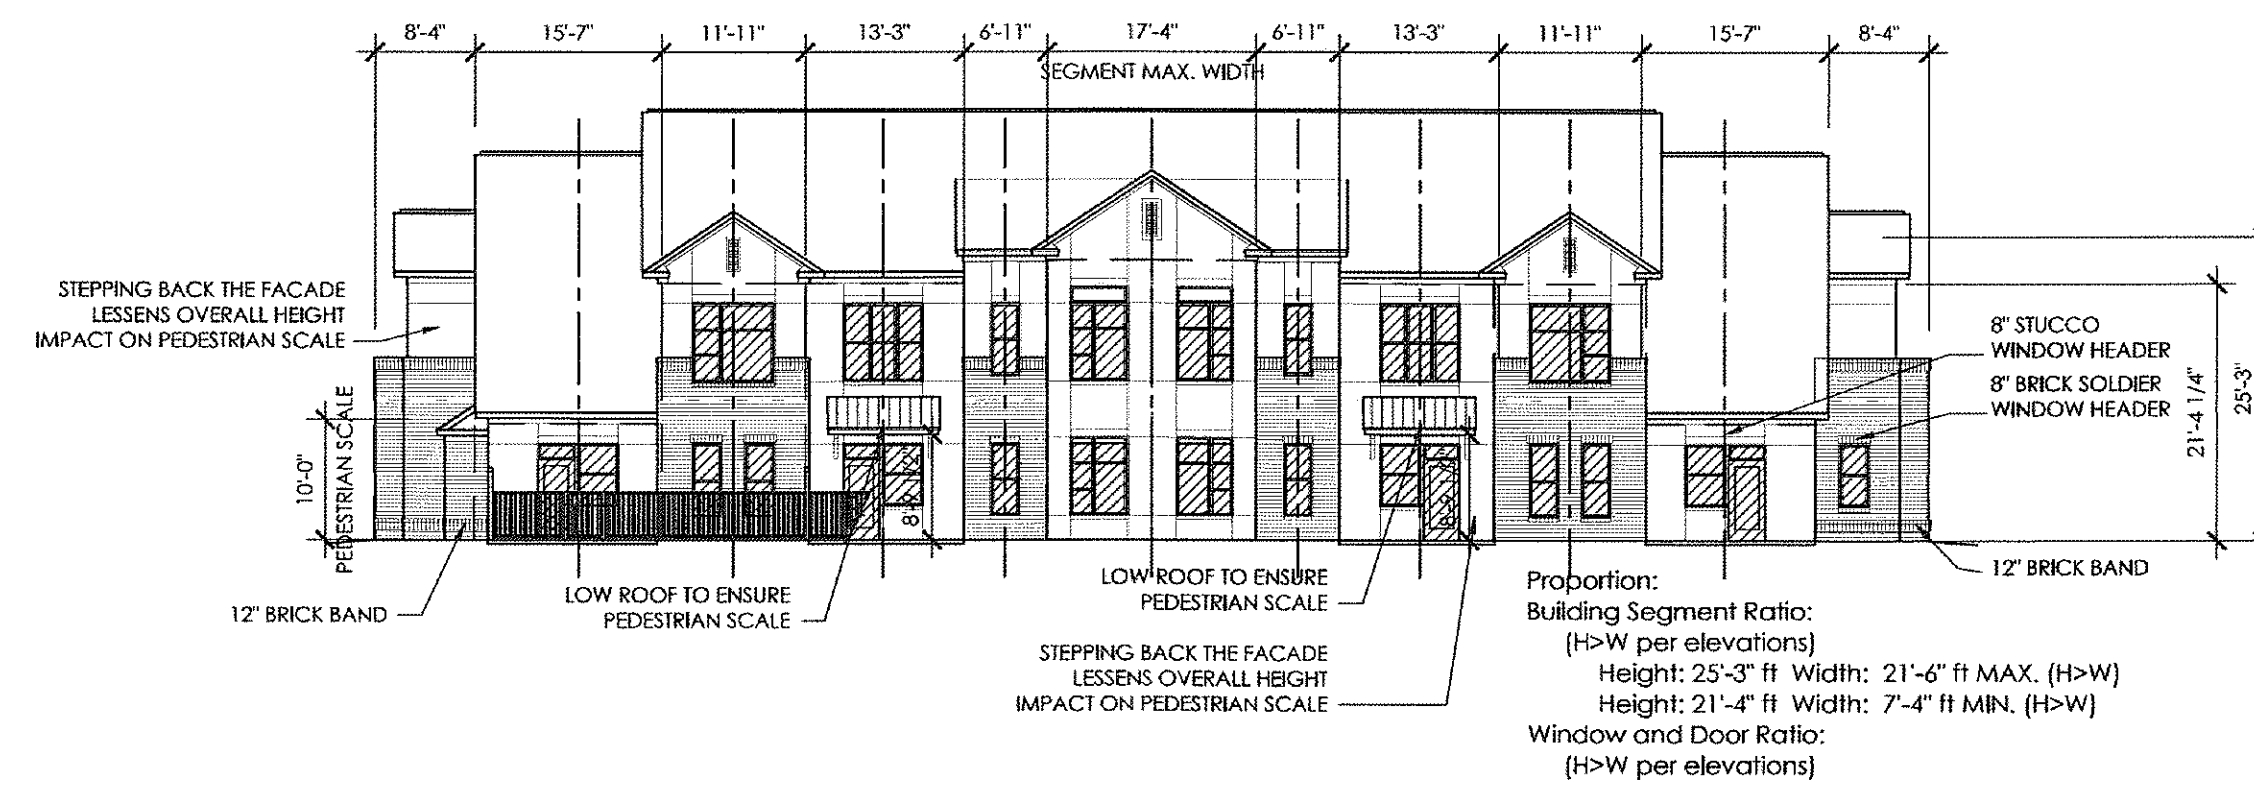 8'-4" 15'-7" 11'-11" 13'-3" 6'-11" 17'-4" 6'-11" 13'-3" 11'-11" 15'-7" 8'-4"
SEGMENT MAX. WIDTH
STEPPING BACK THE FACADE
LESSENS OVERALL HEIGHT
IMPACT ON PEDESTRIAN SCALE
10'-0"
PEDESTRIAN SCALE
12" BRICK BAND
LOW ROOF TO ENSURE
PEDESTRIAN SCALE
LOW ROOF TO ENSURE
PEDESTRIAN SCALE
STEPPING BACK THE FACADE
LESSENS OVERALL HEIGHT
IMPACT ON PEDESTRIAN SCALE
8" STUCCO
WINDOW HEADER
8" BRICK SOLDIER
WINDOW HEADER
21'-4 1/4"
25'-3"
12" BRICK BAND
Proportion:
Building Segment Ratio:
(H>W per elevations)
Height: 25'-3" ft Width: 21'-6" ft MAX. (H>W)
Height: 21'-4" ft Width: 7'-4" ft MIN. (H>W)
Window and Door Ratio:
(H>W per elevations)